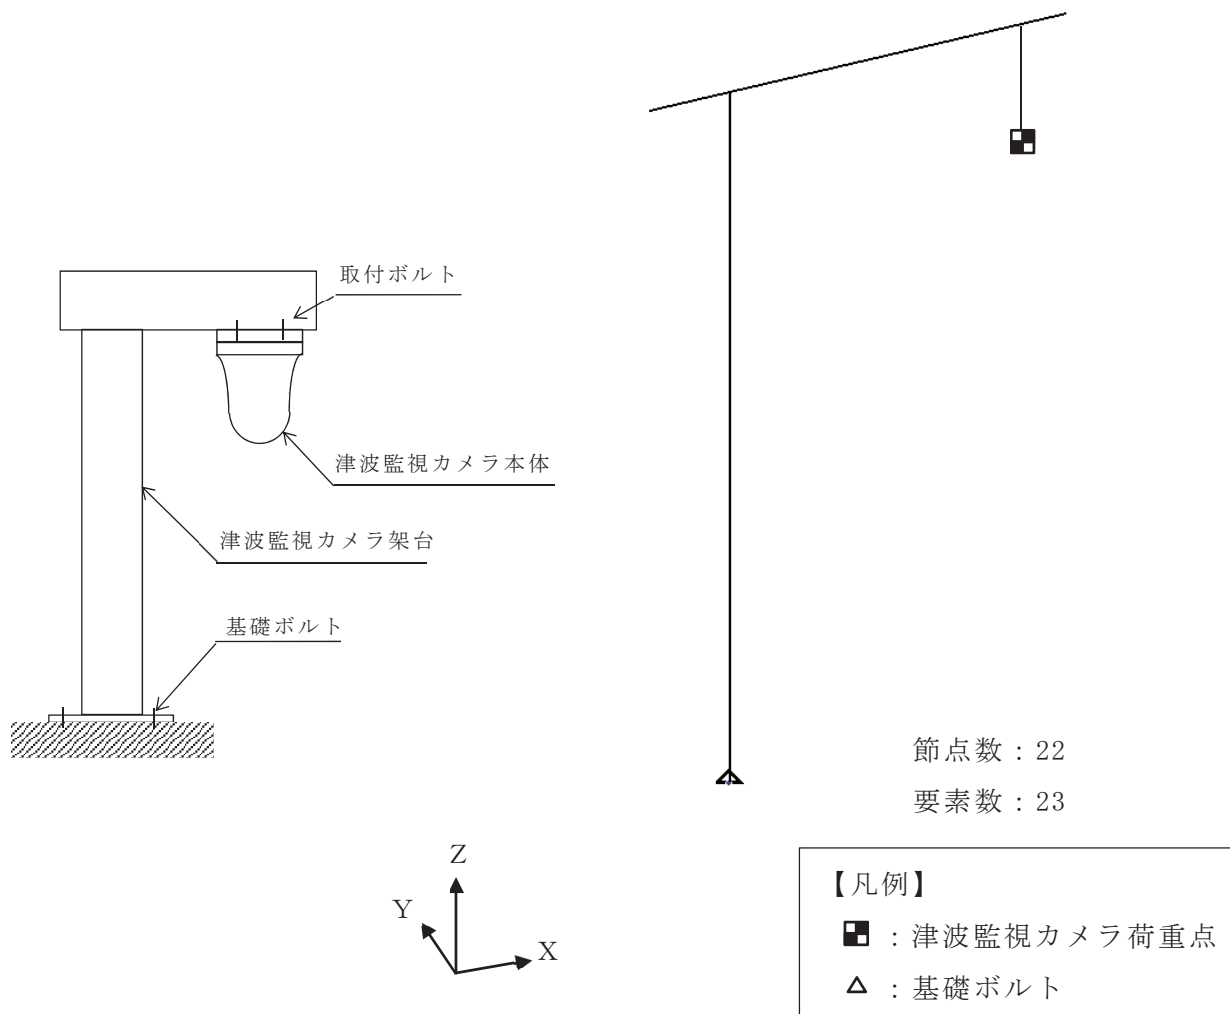 取付ボルト
津波監視カメラ本体
津波監視カメラ架台
基礎ボルト
節点数：22
要素数：23
Z
Y
X
【凡例】
：津波監視カメラ荷重点
：基礎ボルト